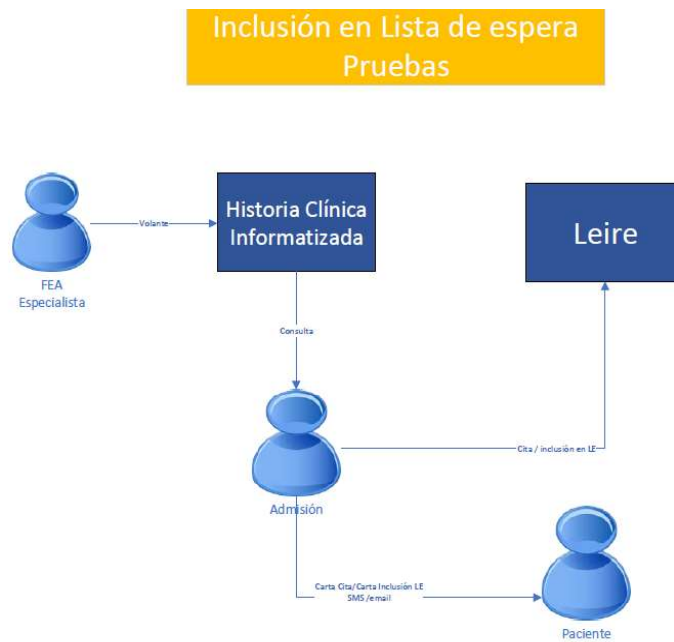 Inclusión en Lista de espera
Pruebas
Historia Clínica
Informatizada
Leire
Volante
FEA
Especialista
Consulta
Cita / inclusión en LE
Admisión
Carta Cita/Carta Inclusión LE
SMS /email
Paciente